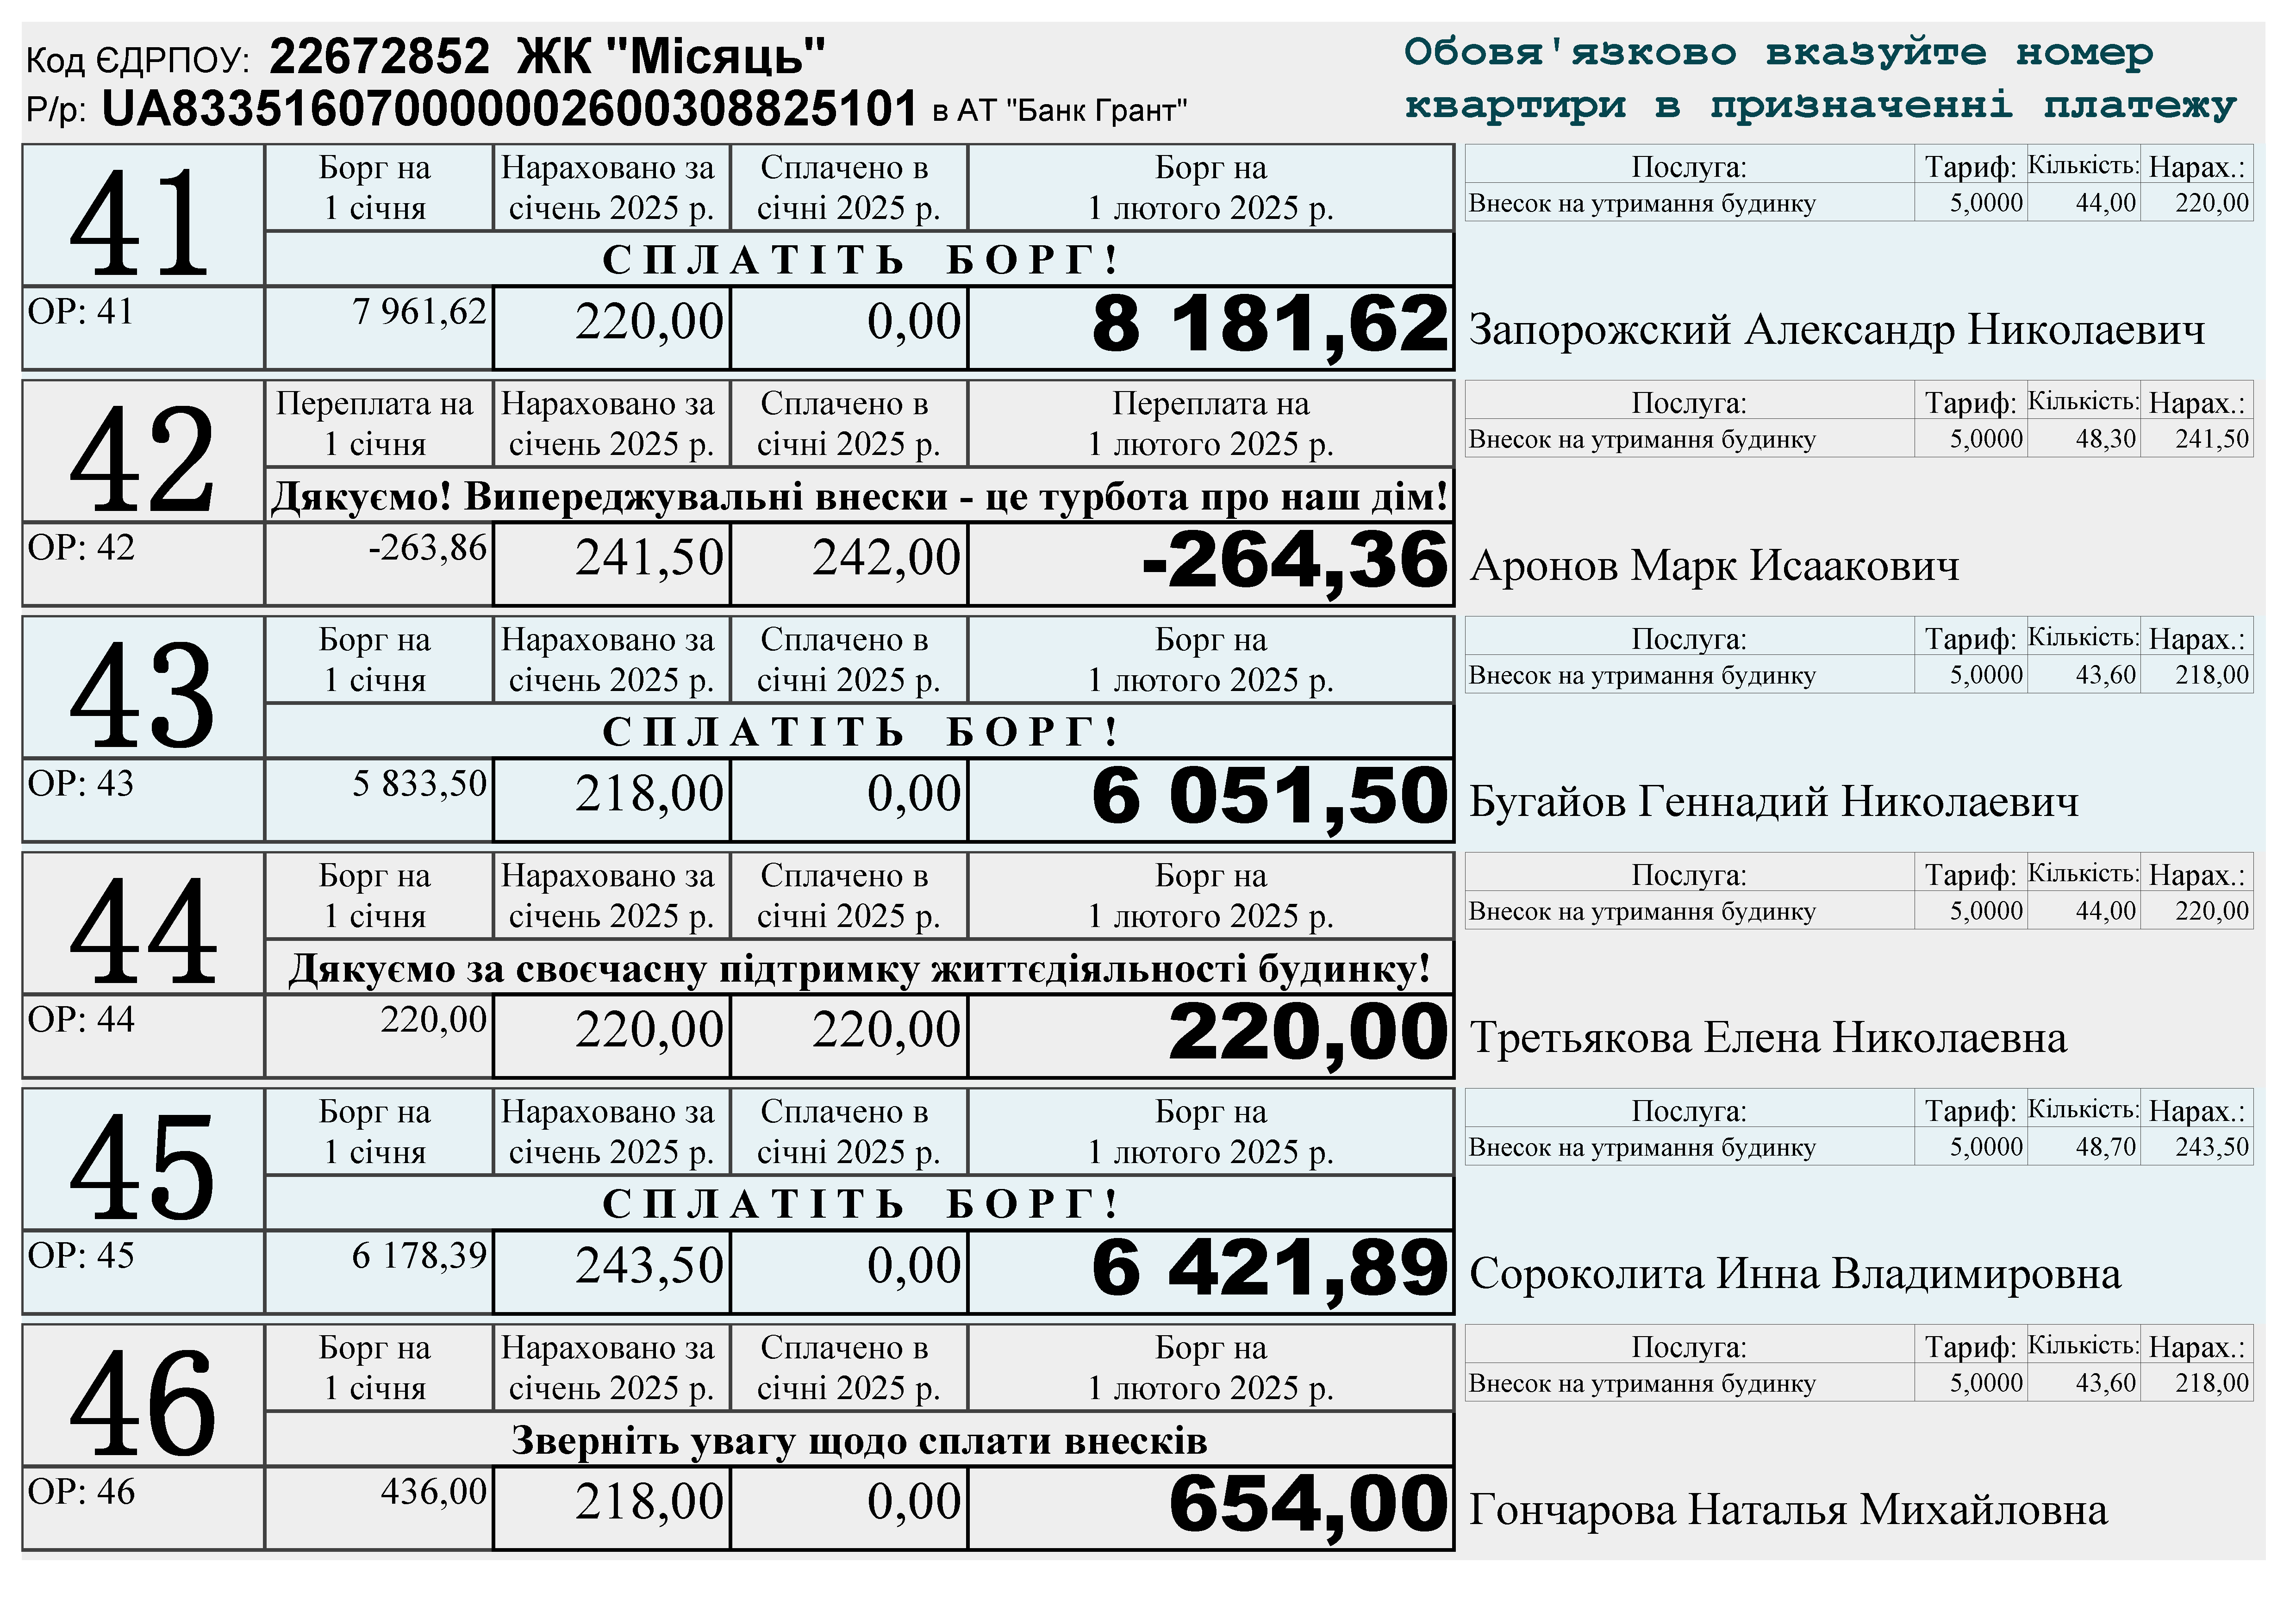 Код ЄДРПОУ: 22672852 ЖК "Місяць"
Р/р: UA833516070000002600308825101 в АТ "Банк Грант"
Обовя'язково вказуйте номер
квартири в призначенні платежу
41
Борг на
1 січня
Нараховано за
січень 2025 р.
Сплачено в
січні 2025 р.
Борг на
1 лютого 2025 р.
СПЛАТІТЬ БОРГ!
ОР: 41 7 961,62 220,00 0,00 8 181,62
Послуга: Тариф: Кількість: Нарах.:
Внесок на утримання будинку 5,0000 44,00 220,00
Запорожский Александр Николаевич
42
Переплата на
1 січня
Нараховано за
січень 2025 р.
Сплачено в
січні 2025 р.
Переплата на
1 лютого 2025 р.
Дякуємо! Випереджувальні внески - це турбота про наш дім!
ОР: 42 -263,86 241,50 242,00 -264,36
Послуга: Тариф: Кількість: Нарах.:
Внесок на утримання будинку 5,0000 48,30 241,50
Аронов Марк Исаакович
43
Борг на
1 січня
Нараховано за
січень 2025 р.
Сплачено в
січні 2025 р.
Борг на
1 лютого 2025 р.
СПЛАТІТЬ БОРГ!
ОР: 43 5 833,50 218,00 0,00 6 051,50
Послуга: Тариф: Кількість: Нарах.:
Внесок на утримання будинку 5,0000 43,60 218,00
Бугайов Геннадий Николаевич
44
Борг на
1 січня
Нараховано за
січень 2025 р.
Сплачено в
січні 2025 р.
Борг на
1 лютого 2025 р.
Дякуємо за своєчасну підтримку життєдіяльності будинку!
ОР: 44 220,00 220,00 220,00 220,00
Послуга: Тариф: Кількість: Нарах.:
Внесок на утримання будинку 5,0000 44,00 220,00
Третьякова Елена Николаевна
45
Борг на
1 січня
Нараховано за
січень 2025 р.
Сплачено в
січні 2025 р.
Борг на
1 лютого 2025 р.
СПЛАТІТЬ БОРГ!
ОР: 45 6 178,39 243,50 0,00 6 421,89
Послуга: Тариф: Кількість: Нарах.:
Внесок на утримання будинку 5,0000 48,70 243,50
Сороколита Инна Владимировна
46
Борг на
1 січня
Нараховано за
січень 2025 р.
Сплачено в
січні 2025 р.
Борг на
1 лютого 2025 р.
Зверніть увагу щодо сплати внесків
ОР: 46 436,00 218,00 0,00 654,00
Послуга: Тариф: Кількість: Нарах.:
Внесок на утримання будинку 5,0000 43,60 218,00
Гончарова Наталья Михайловна